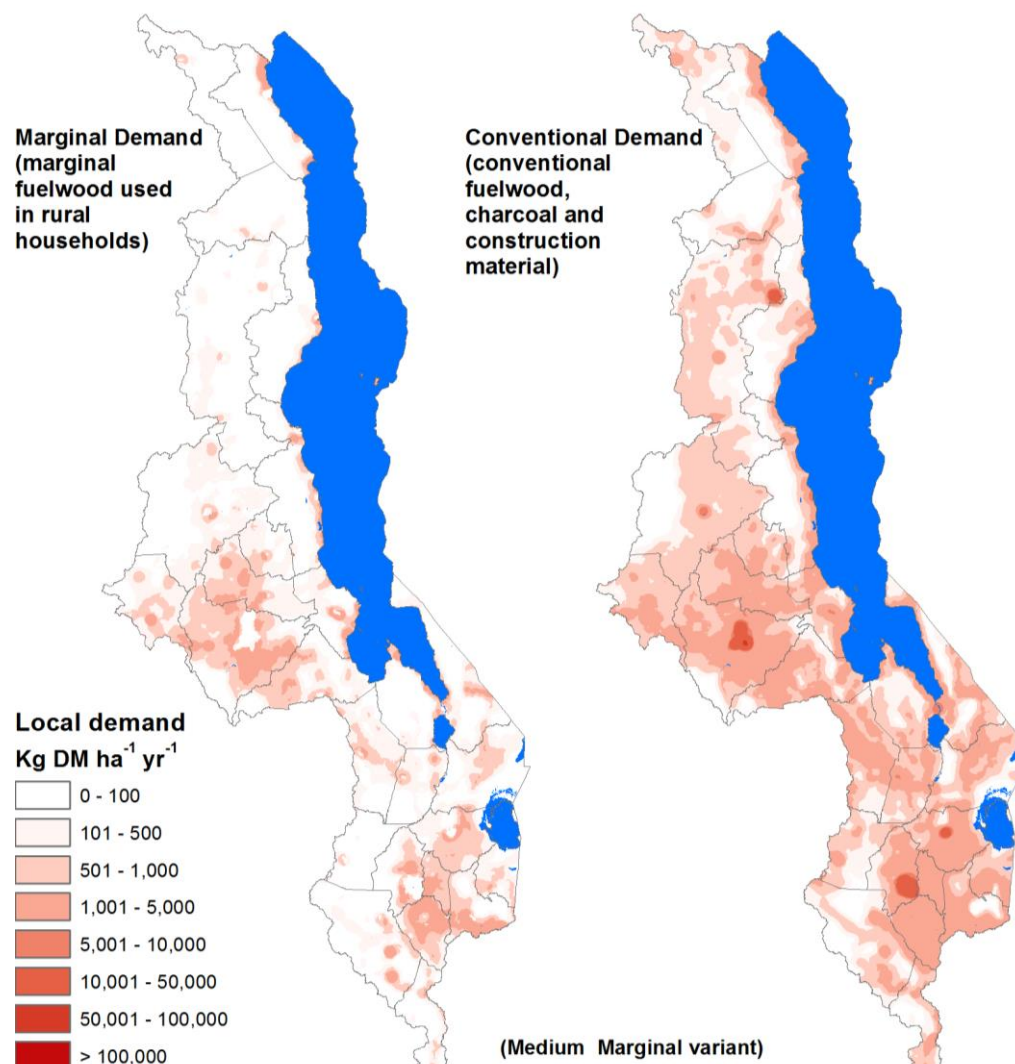 Marginal Demand
(marginal
fuelwood used
in rural
households)
Conventional Demand
(conventional
fuelwood,
charcoal and
construction
material)
Local demand
Kg DM ha⁻¹ yr⁻¹
0 - 100
101 - 500
501 - 1,000
1,001 - 5,000
5,001 - 10,000
10,001 - 50,000
50,001 - 100,000
> 100,000
(Medium Marginal variant)